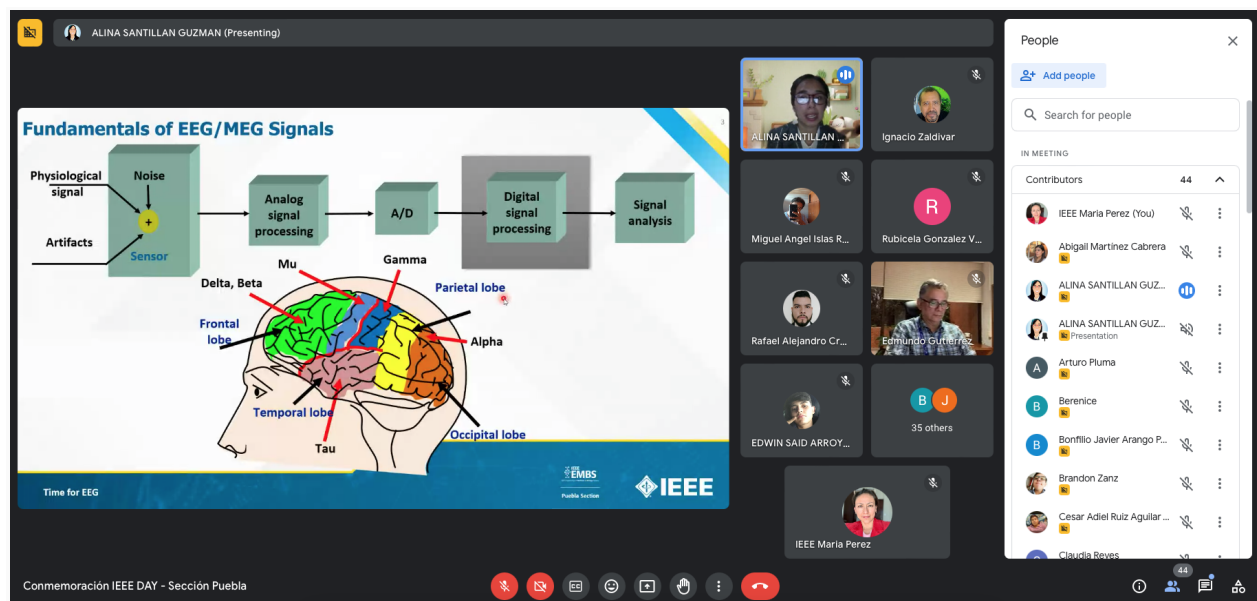 ALINA SANTILLAN GUZMAN (Presenting)
Fundamentals of EEG/MEG Signals
3
Physiological
signal
Noise
+
Artifacts
Sensor
Analog
signal
processing
A/D
Digital
signal
processing
Signal
analysis
Mu
Gamma
Delta, Beta
Parietal lobe
Frontal
lobe
Alpha
Temporal lobe
Tau
Occipital lobe
Time for EEG
IEEE
EMBS
Puebla Section
IEEE
ALINA SANTILLAN ...
Ignacio Zaldivar
Miguel Angel Islas R...
R
Rubicela Gonzalez V...
Rafael Alejandro Cr...
Edmundo Gutierrez
EDWIN SAID ARROY...
B J
35 others
IEEE Maria Perez
People
Add people
Search for people
IN MEETING
Contributors 44
IEEE Maria Perez (You)
Abigail Martínez Cabrera
ALINA SANTILLAN GUZ...
ALINA SANTILLAN GUZ...
Presentation
A
Arturo Pluma
B
Berenice
B
Bonfilio Javier Arango P...
Brandon Zanz
Cesar Adiel Ruiz Aguilar ...
Claudia Reyes
Conmemoración IEEE DAY - Sección Puebla
CC
44